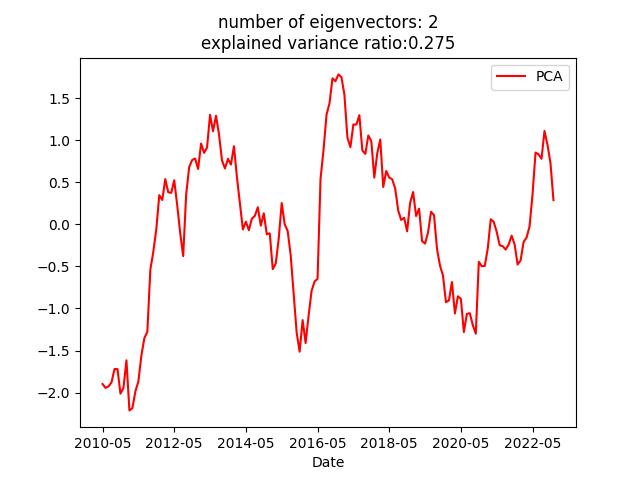 number of eigenvectors: 2
explained variance ratio:0.275
PCA
1.5
1.0
0.5
0.0
−0.5
−1.0
−1.5
−2.0
2010-05 2012-05 2014-05 2016-05 2018-05 2020-05 2022-05
Date